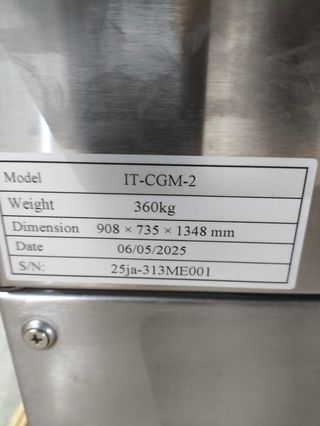 Model IT-CGM-2
Weight 360kg
Dimension 908 × 735 × 1348 mm
Date 06/05/2025
S/N: 25ja-313ME001